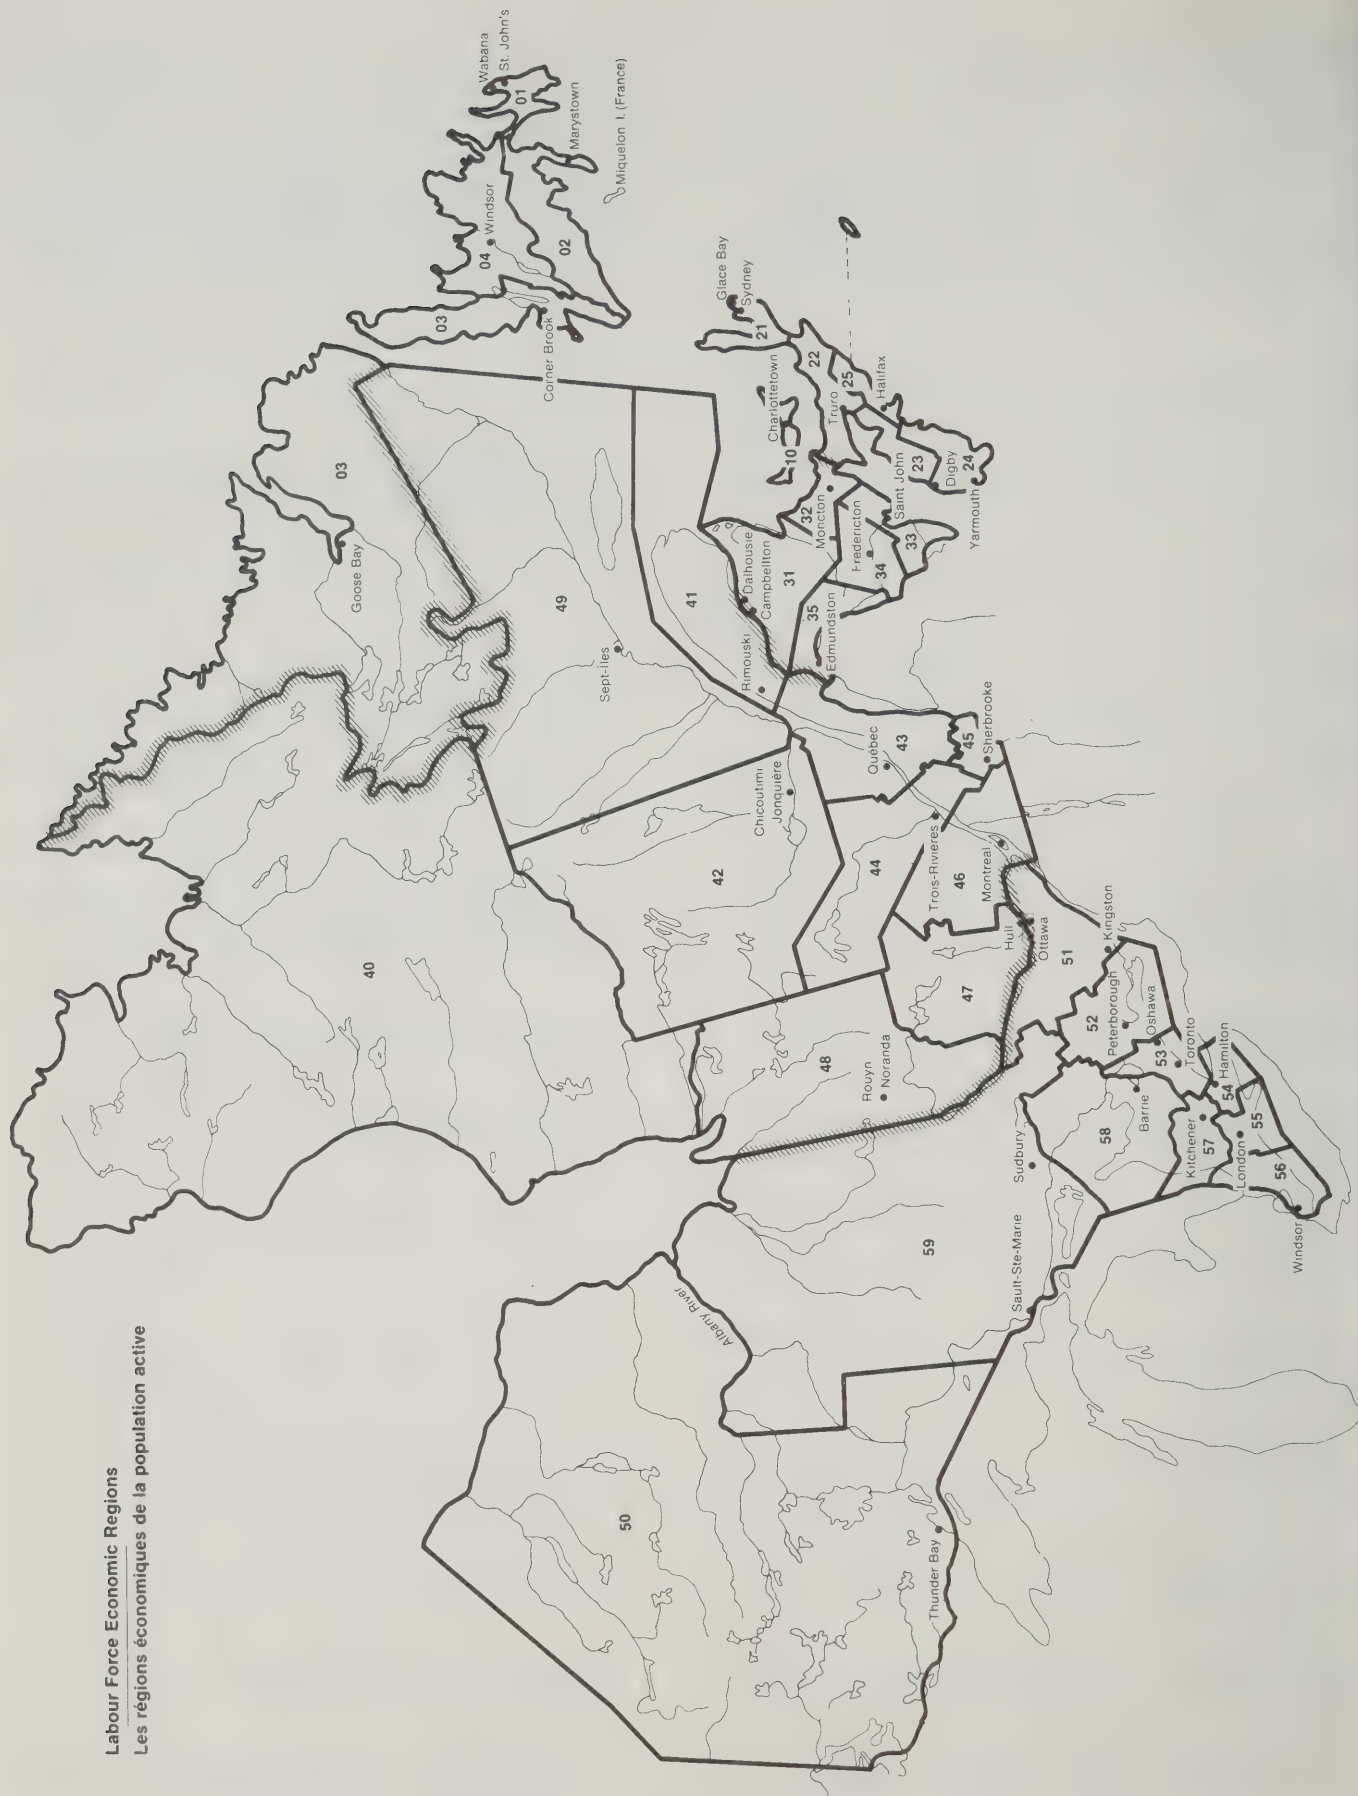 Labour Force Economic Regions
Les régions économiques de la population active
50
Thunder Bay
Albany River
59
Sault-Ste-Marie
Sudbury
Windsor
56
London
55
57
Kitchener
54
Hamilton
58
Barrie
53
Toronto
Oshawa
52
Peterborough
51
Kingston
Ottawa
Hull
40
48
Rouyn
Noranda
47
42
44
46
Montreal
Trois-Rivières
Chicoutimi
Jonquière
Québec
43
45
Sherbrooke
49
Sept-Îles
41
Rimouski
Edmundston
35
31
Campbellton
Dalhousie
34
Fredericton
33
32
Moncton
Saint John
10
Charlottetown
Yarmouth
24
Digby
23
Truro
25
Halifax
22
21
Sydney
Glace Bay
03
Goose Bay
03
Corner Brook
04
Windsor
02
Marystown
Miquelon I. (France)
01
Wabana
St. John's